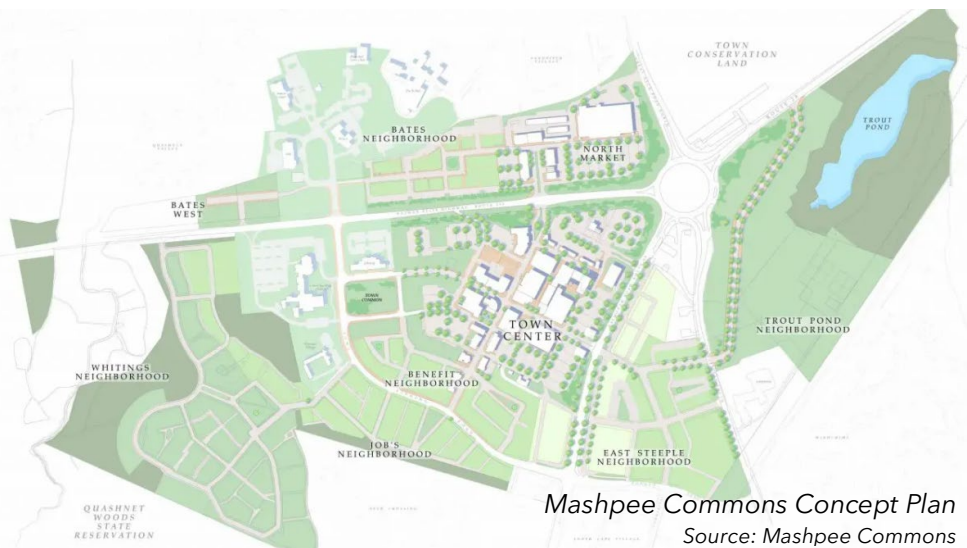 TOWN
CONSERVATION
LAND
TROUT
POND
BATES
NEIGHBORHOOD
NORTH
MARKET
BATES
WEST
TOWN
CENTER
TROUT POND
NEIGHBORHOOD
WHITINGS
NEIGHBORHOOD
BENEFIT
NEIGHBORHOOD
JOB'S
NEIGHBORHOOD
EAST STEEPLE
NEIGHBORHOOD
QUASHNET
WOODS
STATE
RESERVATION
Mashpee Commons Concept Plan
Source: Mashpee Commons